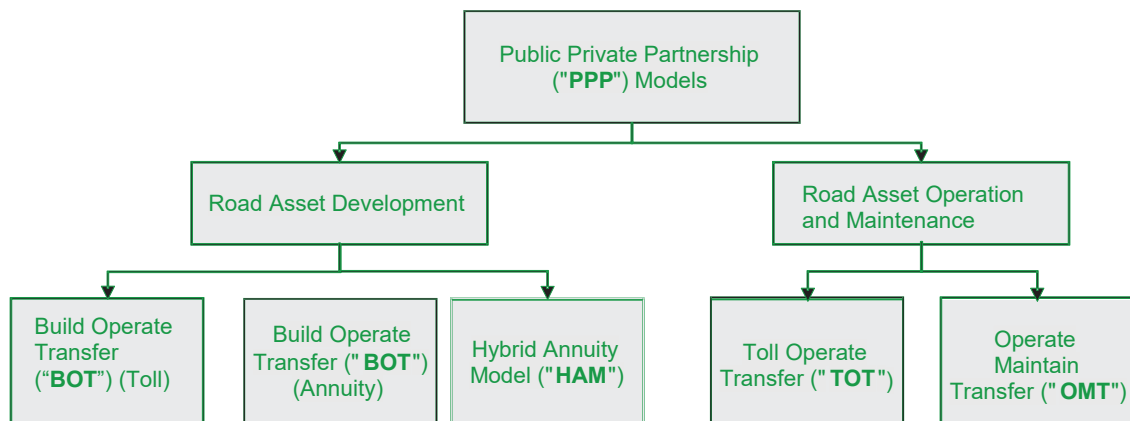 Public Private Partnership
("PPP") Models
Road Asset Development
Road Asset Operation
and Maintenance
Build Operate
Transfer
(“BOT”) (Toll)
Build Operate
Transfer (" BOT")
(Annuity)
Hybrid Annuity
Model ("HAM")
Toll Operate
Transfer (" TOT")
Operate
Maintain
Transfer (" OMT")